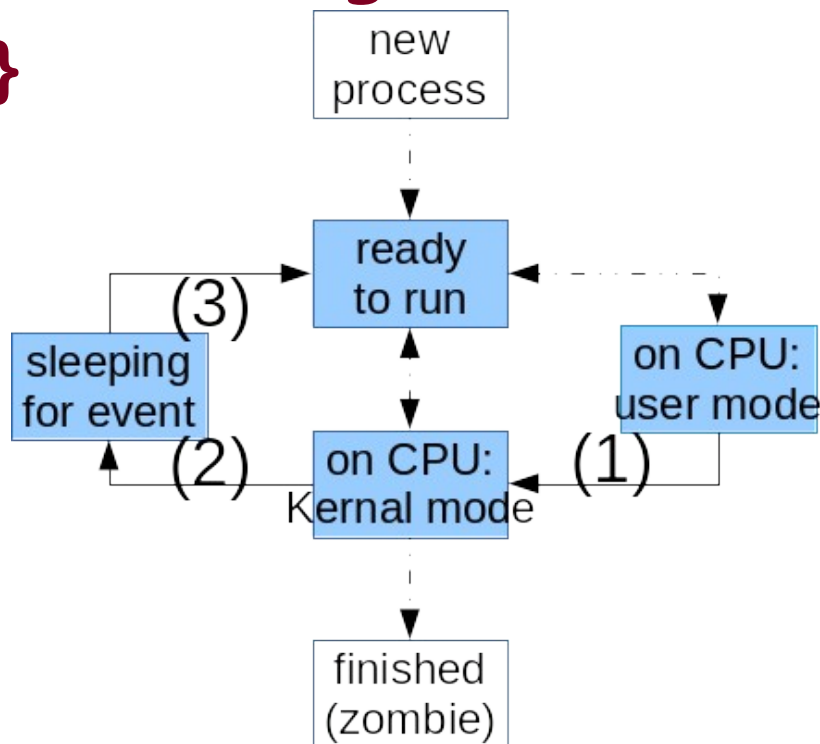 g
}
new
process
ready
to run
(3)
sleeping
for event
on CPU:
user mode
(2)
on CPU:
Kernal mode
(1)
finished
(zombie)